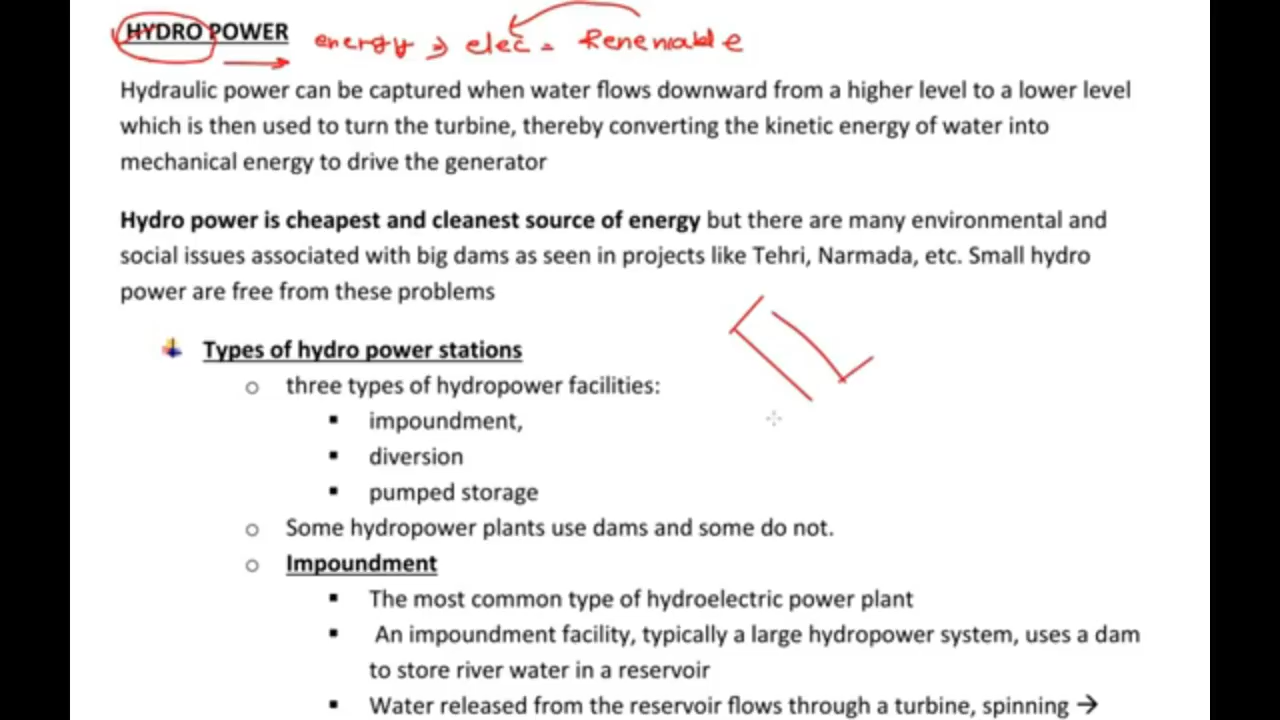 HYDRO POWER energy ⇒ elec = Renewable
Hydraulic power can be captured when water flows downward from a higher level to a lower level
which is then used to turn the turbine, thereby converting the kinetic energy of water into
mechanical energy to drive the generator
Hydro power is cheapest and cleanest source of energy but there are many environmental and
social issues associated with big dams as seen in projects like Tehri, Narmada, etc. Small hydro
power are free from these problems
Types of hydro power stations
o three types of hydropower facilities:
▪ impoundment,
▪ diversion
▪ pumped storage
o Some hydropower plants use dams and some do not.
o Impoundment
▪ The most common type of hydroelectric power plant
▪ An impoundment facility, typically a large hydropower system, uses a dam
to store river water in a reservoir
▪ Water released from the reservoir flows through a turbine, spinning →